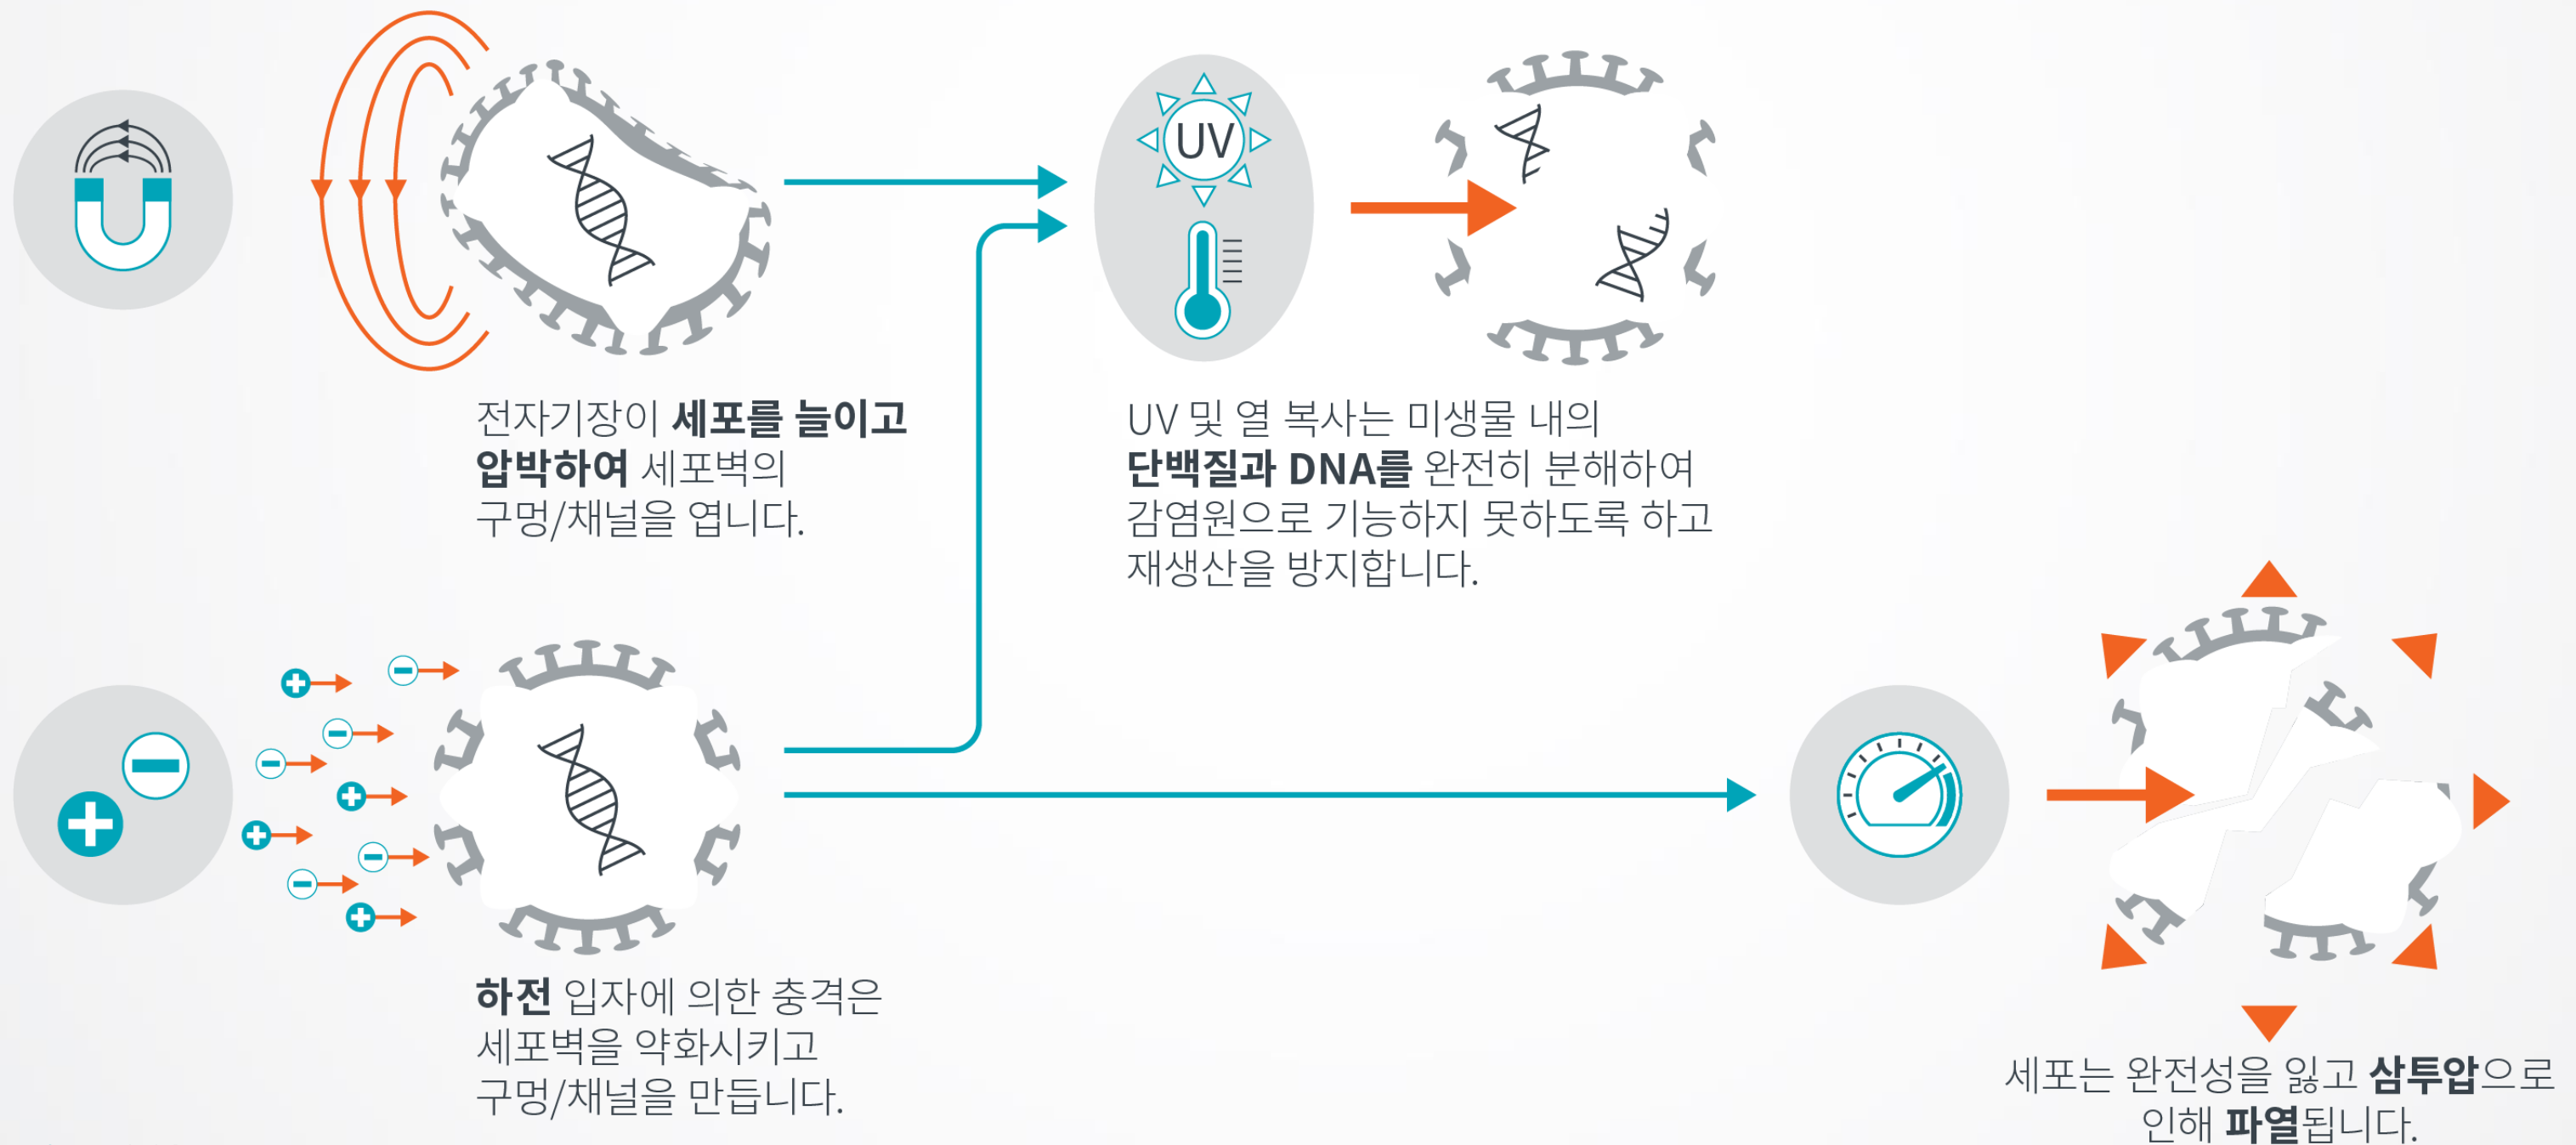 UV
전자기장이 세포를 늘이고
압박하여 세포벽의
구멍/채널을 엽니다.
UV 및 열 복사는 미생물 내의
단백질과 DNA를 완전히 분해하여
감염원으로 기능하지 못하도록 하고
재생산을 방지합니다.
하전 입자에 의한 충격은
세포벽을 약화시키고
구멍/채널을 만듭니다.
세포는 완전성을 잃고 삼투압으로
인해 파열됩니다.